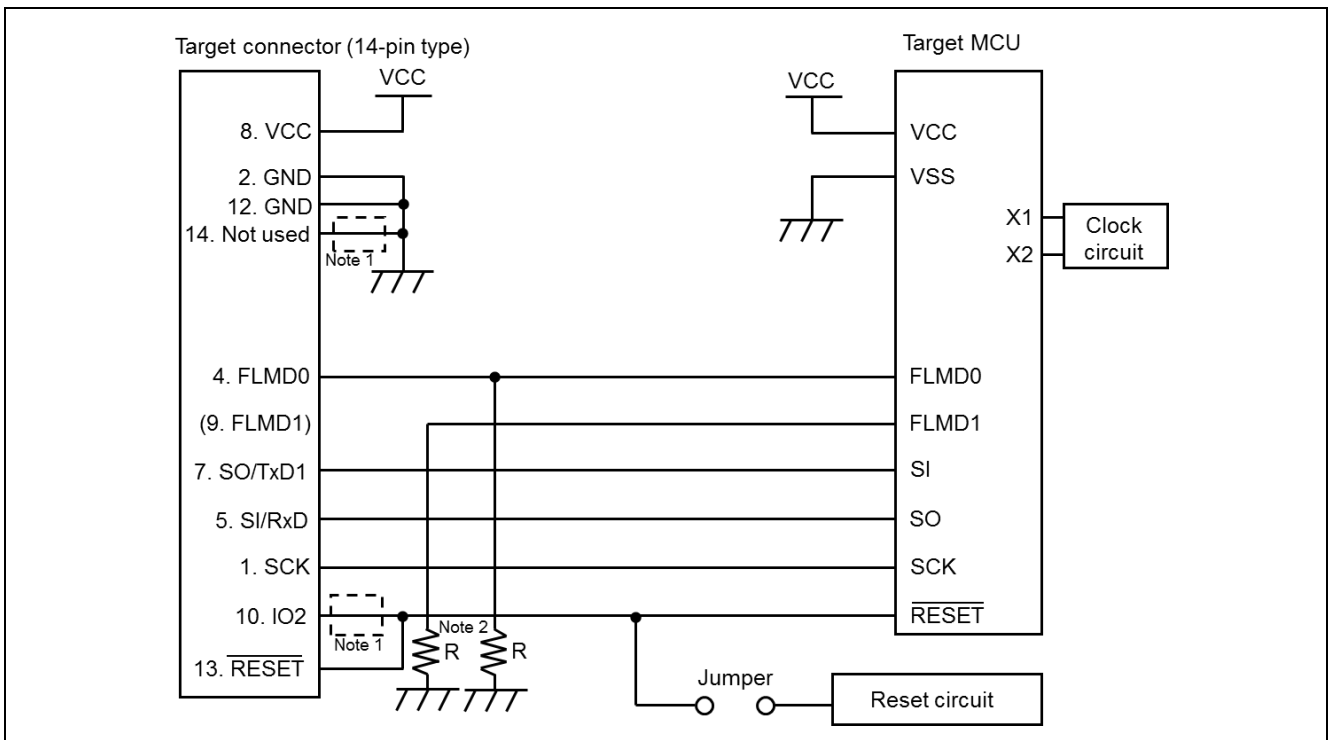 Target connector (14-pin type)
VCC
8. VCC
2. GND
12. GND
14. Not used
Note 1
4. FLMD0
(9. FLMD1)
7. SO/TxD1
5. SI/RxD
1. SCK
10. IO2
Note 1
13. RESET
Note 2
R
R
Target MCU
VCC
VCC
VSS
X1
X2
Clock
circuit
FLMD0
FLMD1
SI
SO
SCK
RESET
Jumper
Reset circuit